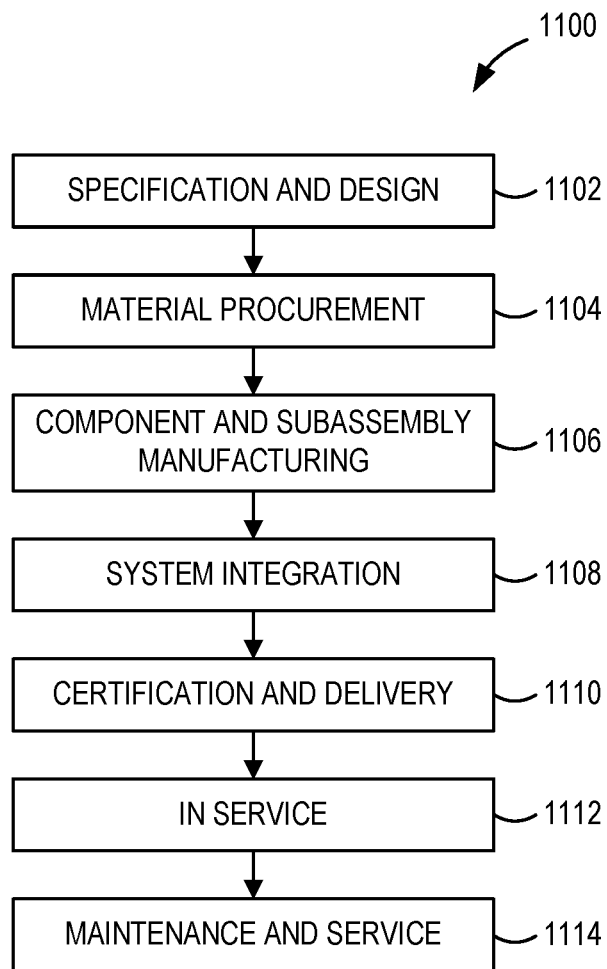 1100
SPECIFICATION AND DESIGN
1102
MATERIAL PROCUREMENT
1104
COMPONENT AND SUBASSEMBLY
MANUFACTURING
1106
SYSTEM INTEGRATION
1108
CERTIFICATION AND DELIVERY
1110
IN SERVICE
1112
MAINTENANCE AND SERVICE
1114